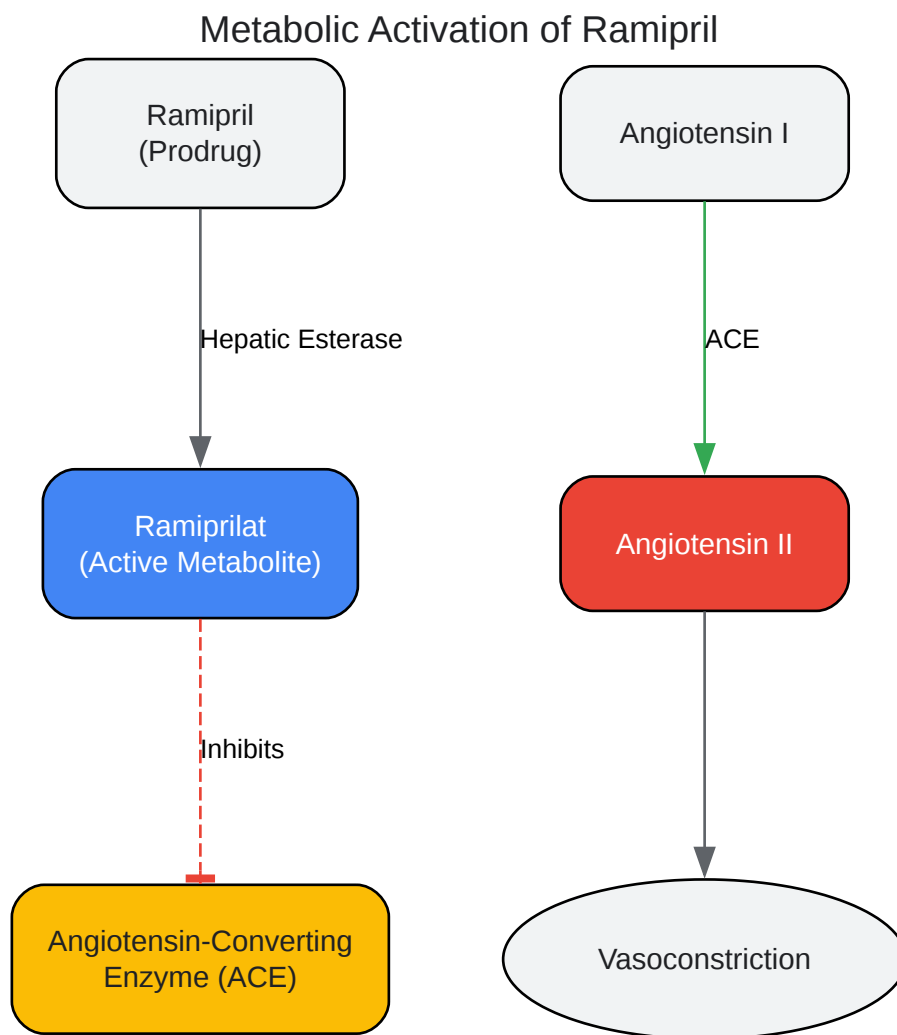 Metabolic Activation of Ramipril
Ramipril
(Prodrug)
Angiotensin I
Hepatic Esterase
ACE
Ramiprilat
(Active Metabolite)
Angiotensin II
Inhibits
Angiotensin-Converting
Enzyme (ACE)
Vasoconstriction